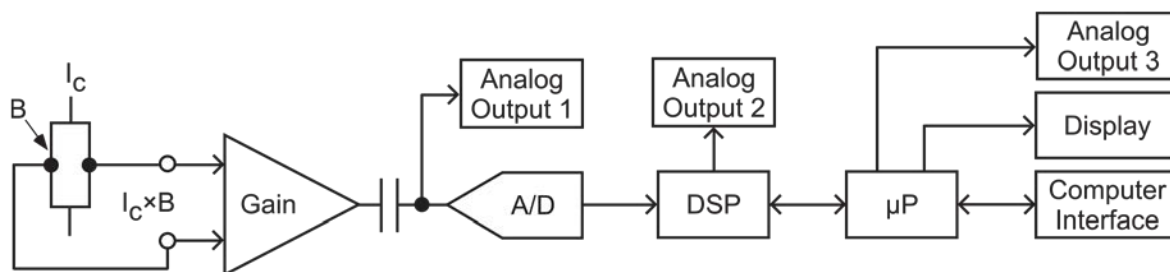 I_C
B
I_C×B
Gain
Analog
Output 1
A/D
Analog
Output 2
DSP
µP
Analog
Output 3
Display
Computer
Interface